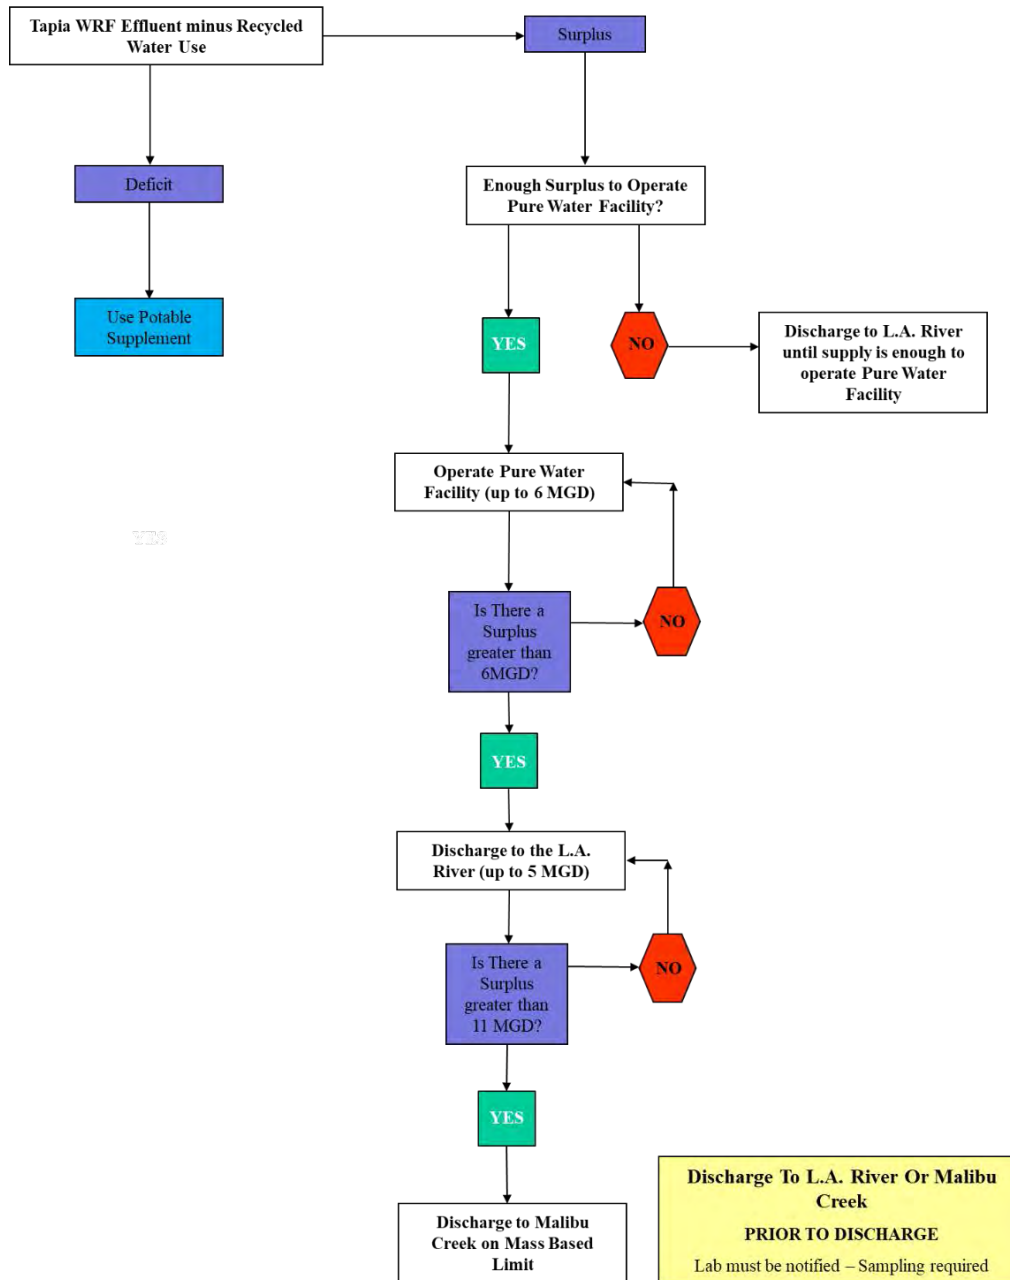 Tapia WRF Effluent minus Recycled
Water Use
Surplus
Deficit
Enough Surplus to Operate
Pure Water Facility?
Use Potable
Supplement
YES
NO
Discharge to L.A. River
until supply is enough to
operate Pure Water
Facility
Operate Pure Water
Facility (up to 6 MGD)
YES
Is There a
Surplus
greater than
6MGD?
NO
YES
Discharge to the L.A.
River (up to 5 MGD)
Is There a
Surplus
greater than
11 MGD?
NO
YES
Discharge to Malibu
Creek on Mass Based
Limit
Discharge To L.A. River Or Malibu
Creek
PRIOR TO DISCHARGE
Lab must be notified – Sampling required